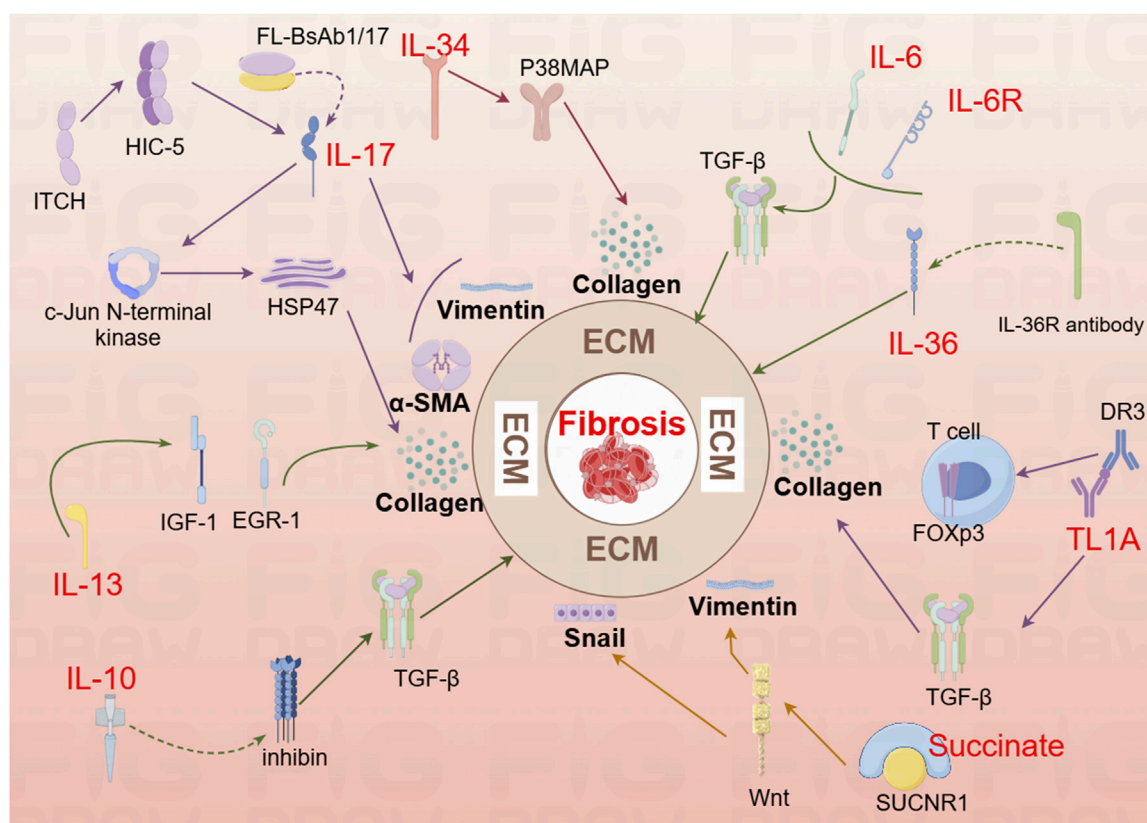 FL-BsAb1/17
IL-34
P38MAP
IL-6
IL-6R
HIC-5
IL-17
TGF-β
ITCH
c-Jun N-terminal
kinase
HSP47
Vimentin
Collagen
IL-36
IL-36R antibody
ECM
α-SMA
ECM
Fibrosis
ECM
DR3
T cell
Collagen
Collagen
IGF-1
EGR-1
FOXp3
TL1A
IL-13
ECM
Vimentin
Snail
IL-10
TGF-β
TGF-β
inhibin
Succinate
Wnt
SUCNR1
FIG
DRAW